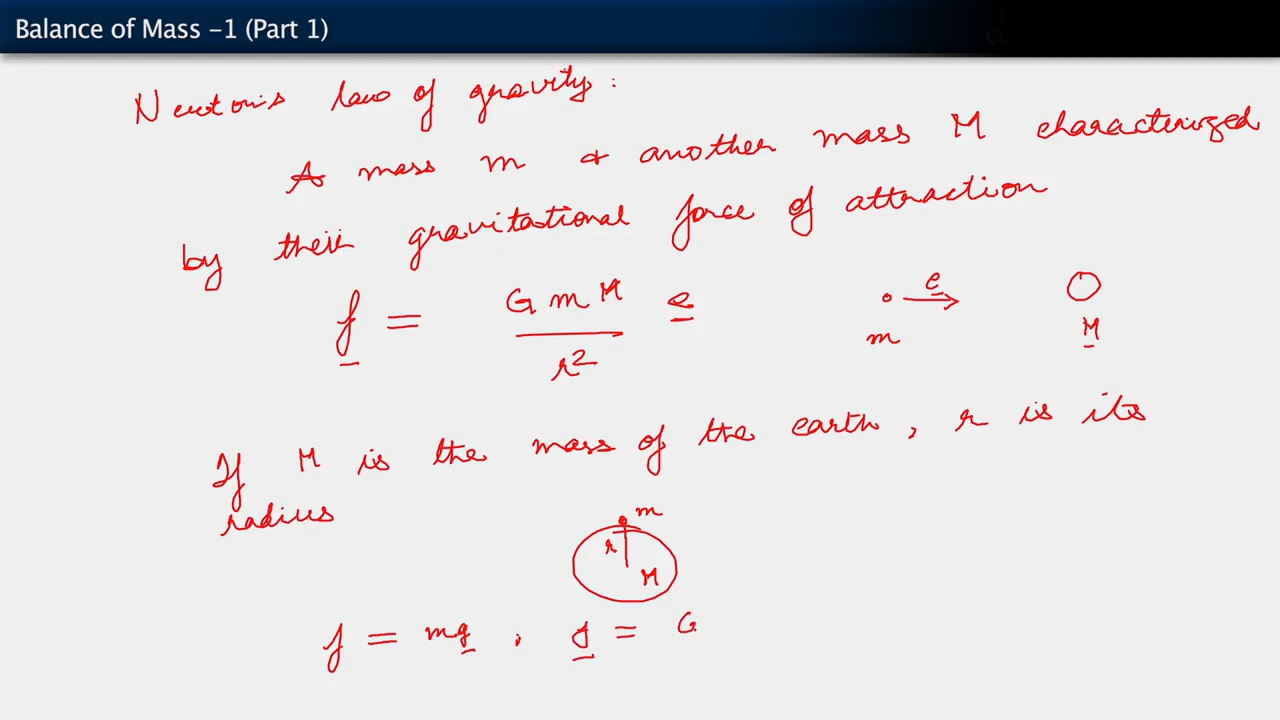 Balance of Mass -1 (Part 1)
Newton's law of gravity :
A mass m & another mass M characterized
by their gravitational force of attraction
f = G m M / r² e
e
m M
If M is the mass of the earth, r is its
radius
m
r
M
f = mg , g = G